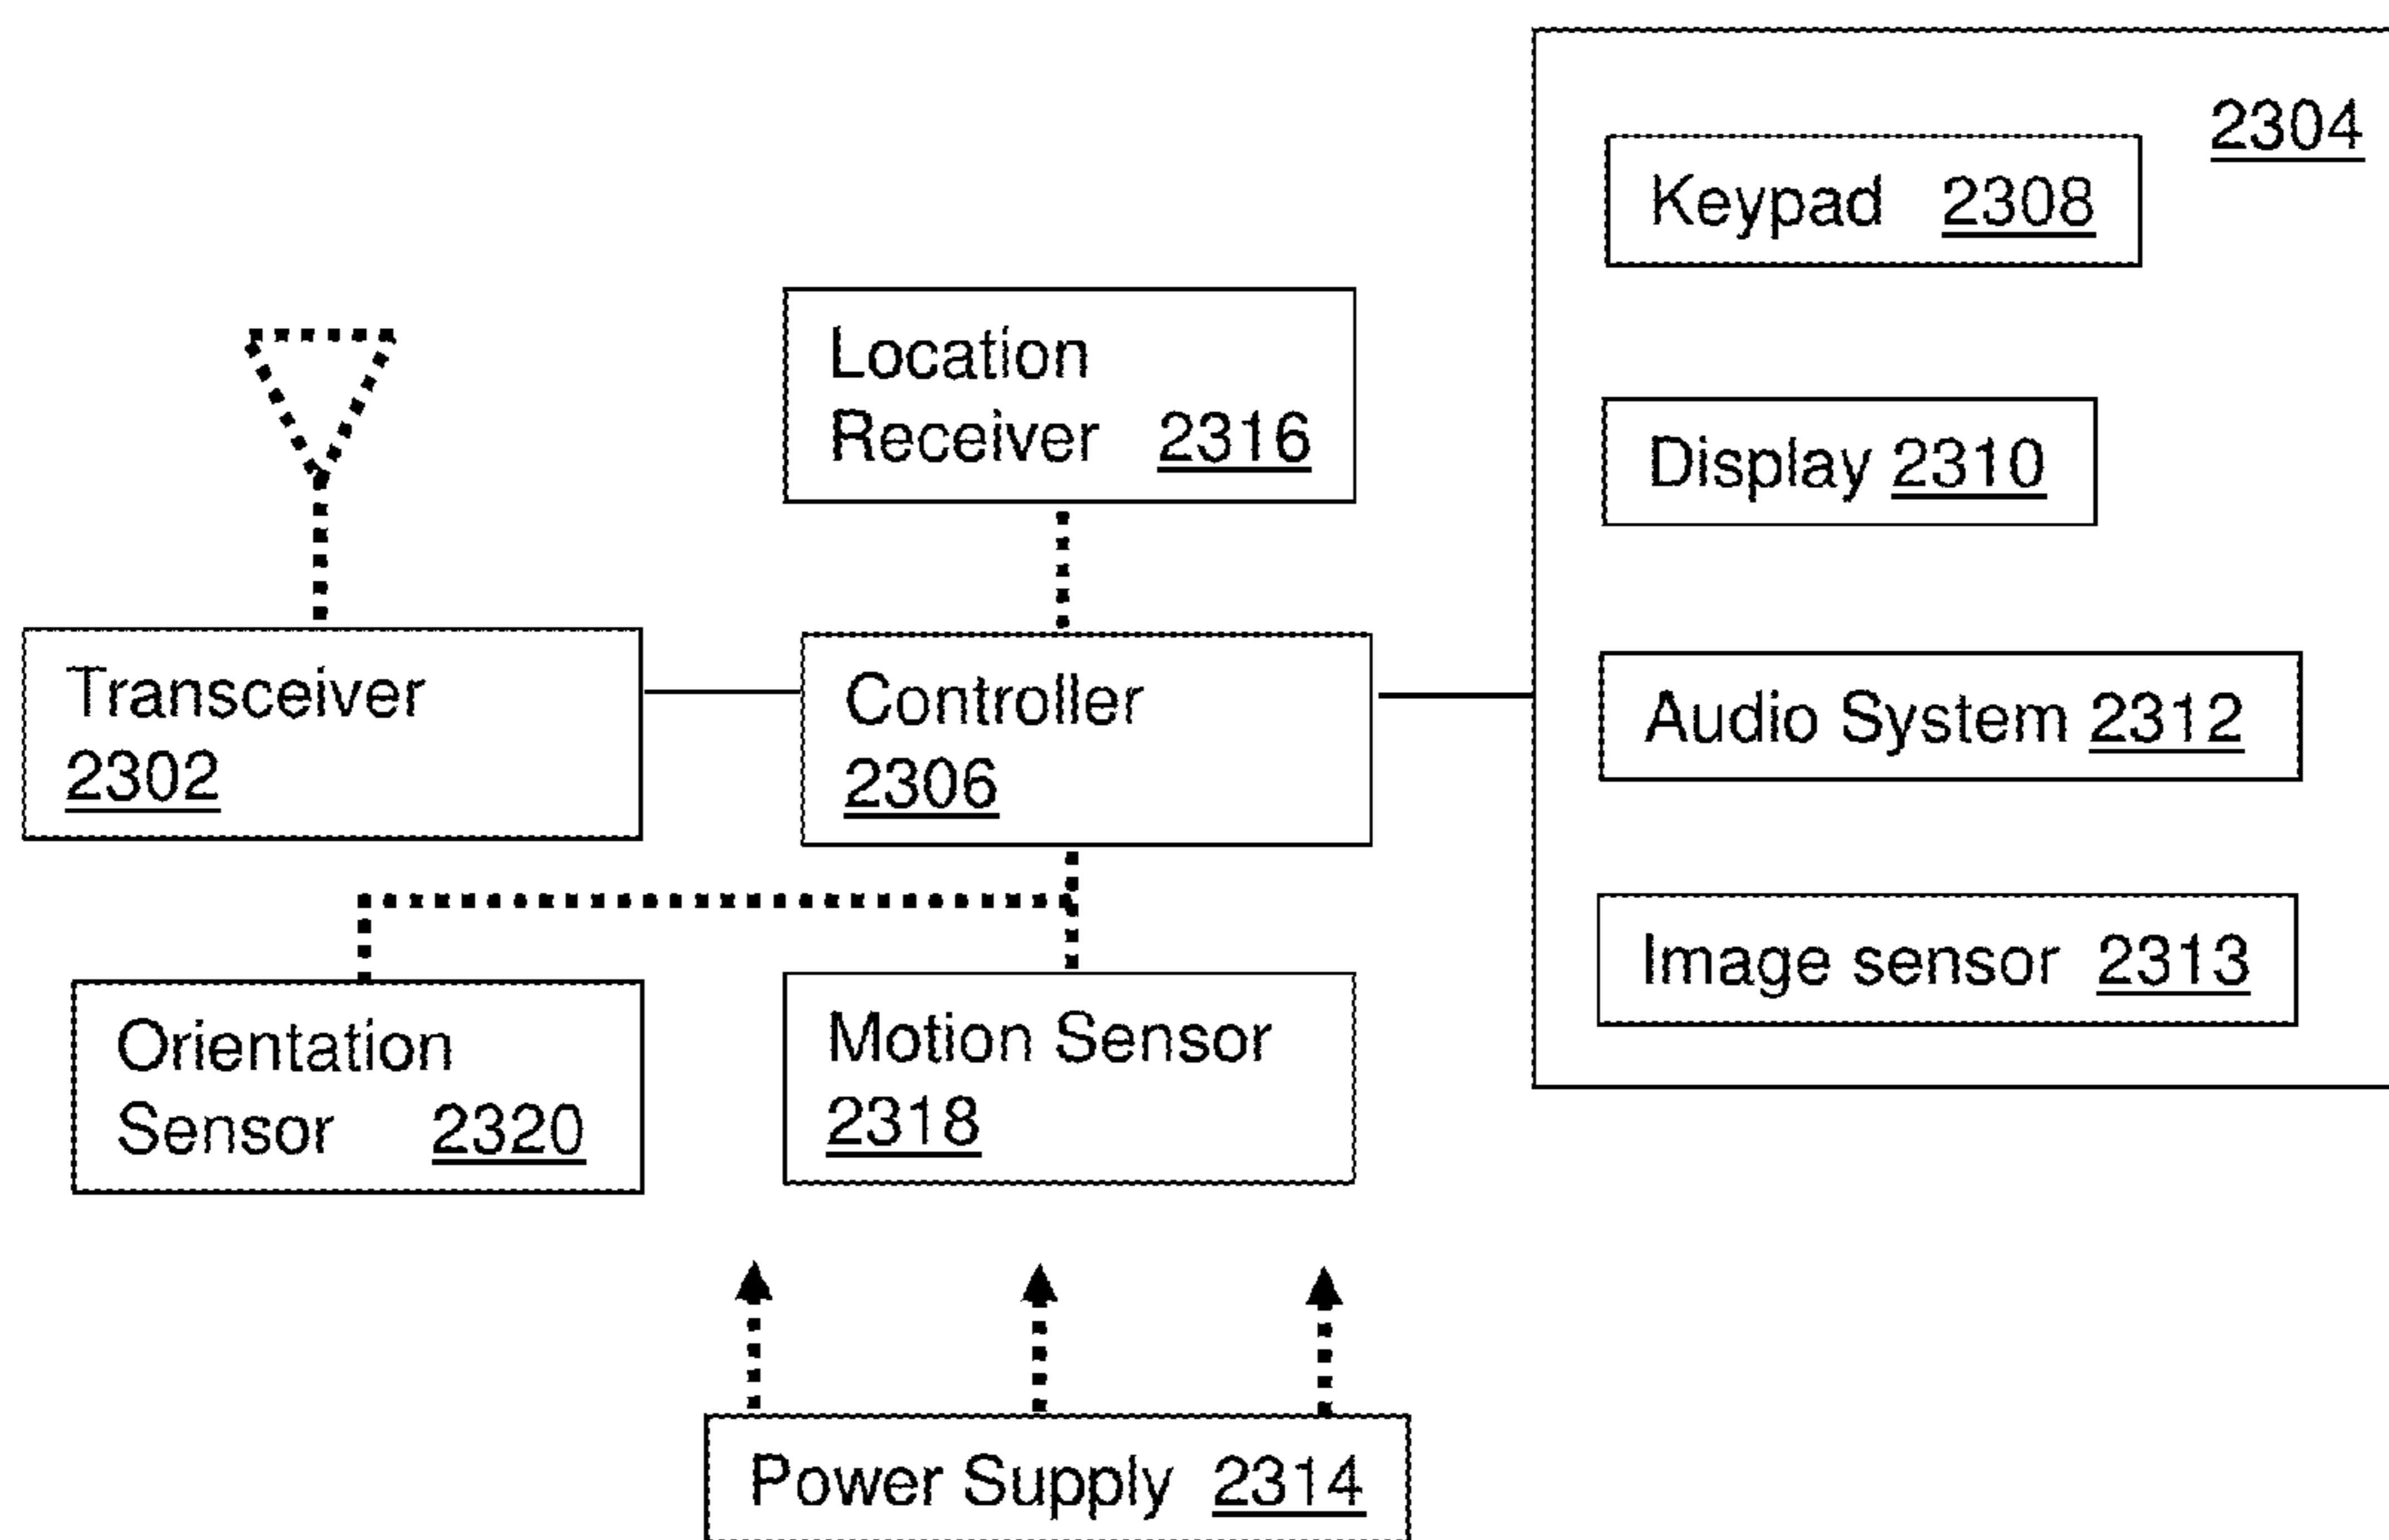 2304
Keypad 2308
Location
Receiver 2316
Display 2310
Transceiver
2302
Controller
2306
Audio System 2312
Image sensor 2313
Orientation
Sensor 2320
Motion Sensor
2318
Power Supply 2314